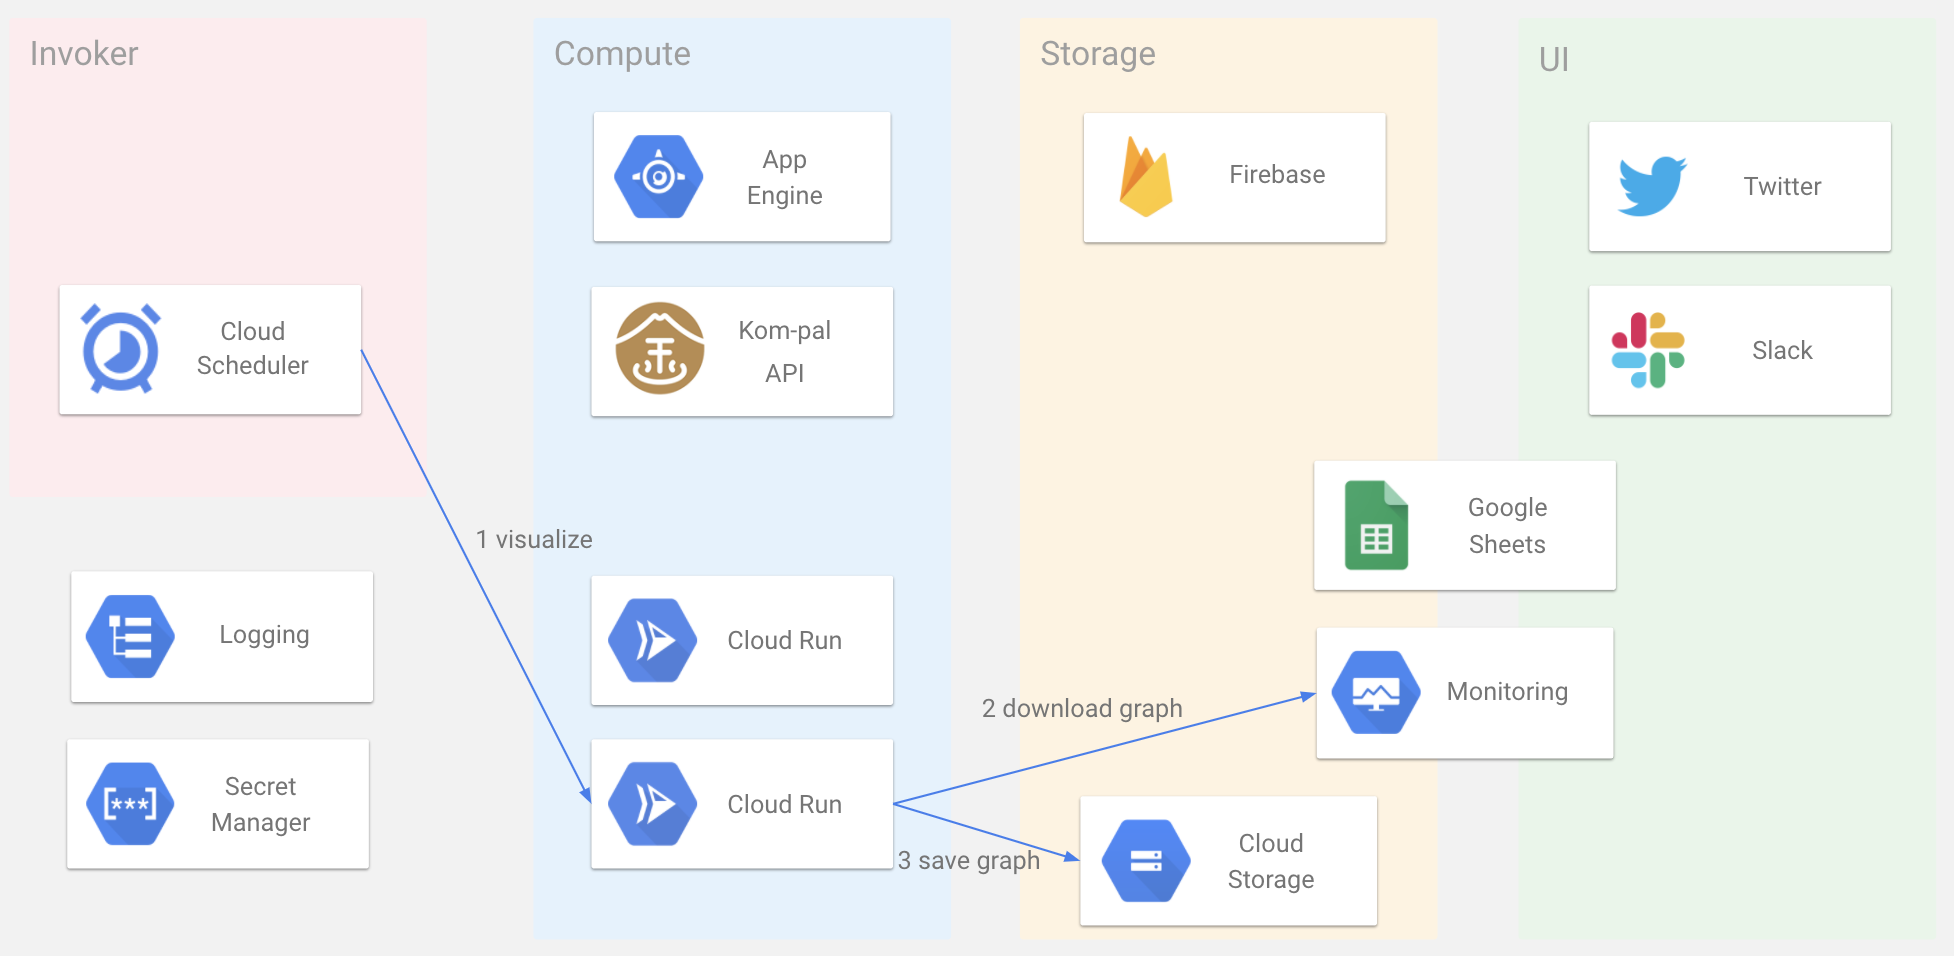 Invoker
Compute
Storage
UI
App
Engine
Firebase
Twitter
Cloud
Scheduler
Kom-pal
API
Slack
Google
Sheets
1 visualize
Logging
Cloud Run
2 download graph
Monitoring
[***]
Secret
Manager
Cloud Run
3 save graph
Cloud
Storage